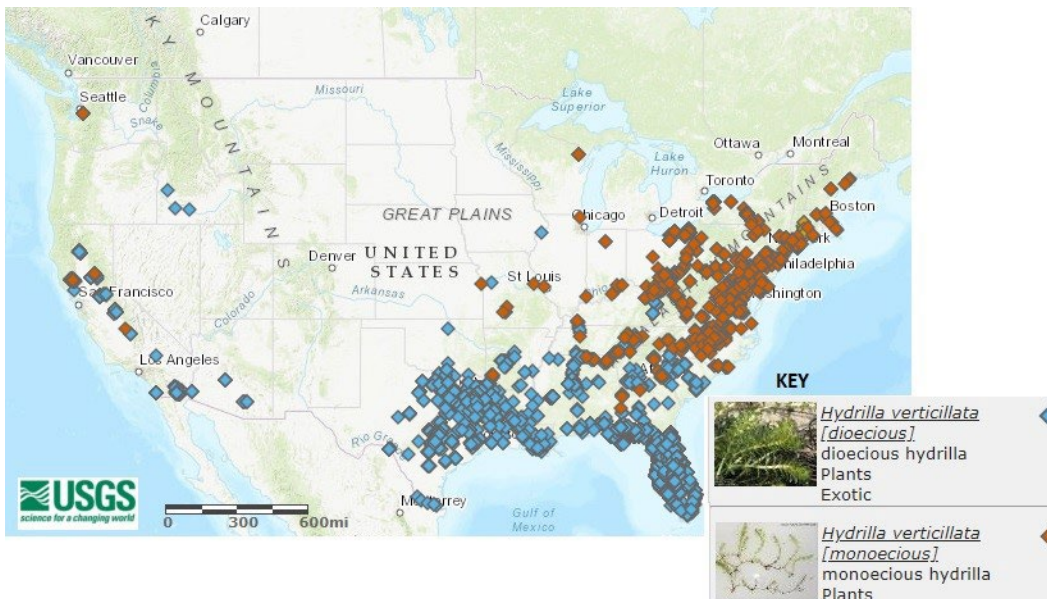 Calgary
Vancouver
Columbia
KY MOUNTAINS
Seattle
Snake
Missouri
Lake
Superior
Mississippi
Lake
Huron
Ottawa
Montreal
Toronto
MOUNTAINS
Boston
Chicago
Detroit
GREAT PLAINS
Philadelphia
Denver
UNITED
STATES
St Louis
Arkansas
Colorado
San Francisco
Los Angeles
Monterrey
Gulf of
Mexico
USGS
science for a changing world
0 300 600mi
KEY
Hydrilla verticillata
[dioecious]
dioecious hydrilla
Plants
Exotic
Hydrilla verticillata
[monoecious]
monoecious hydrilla
Plants